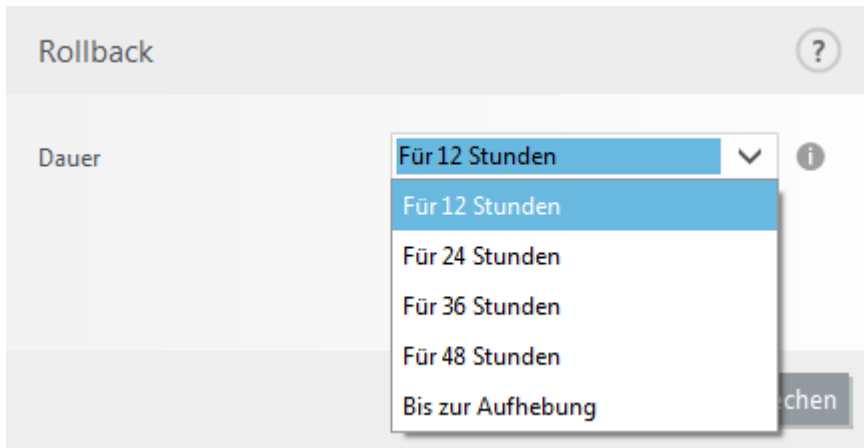 Rollback
?
Dauer
Für 12 Stunden
i
Für 12 Stunden
Für 24 Stunden
Für 36 Stunden
Für 48 Stunden
Bis zur Aufhebung